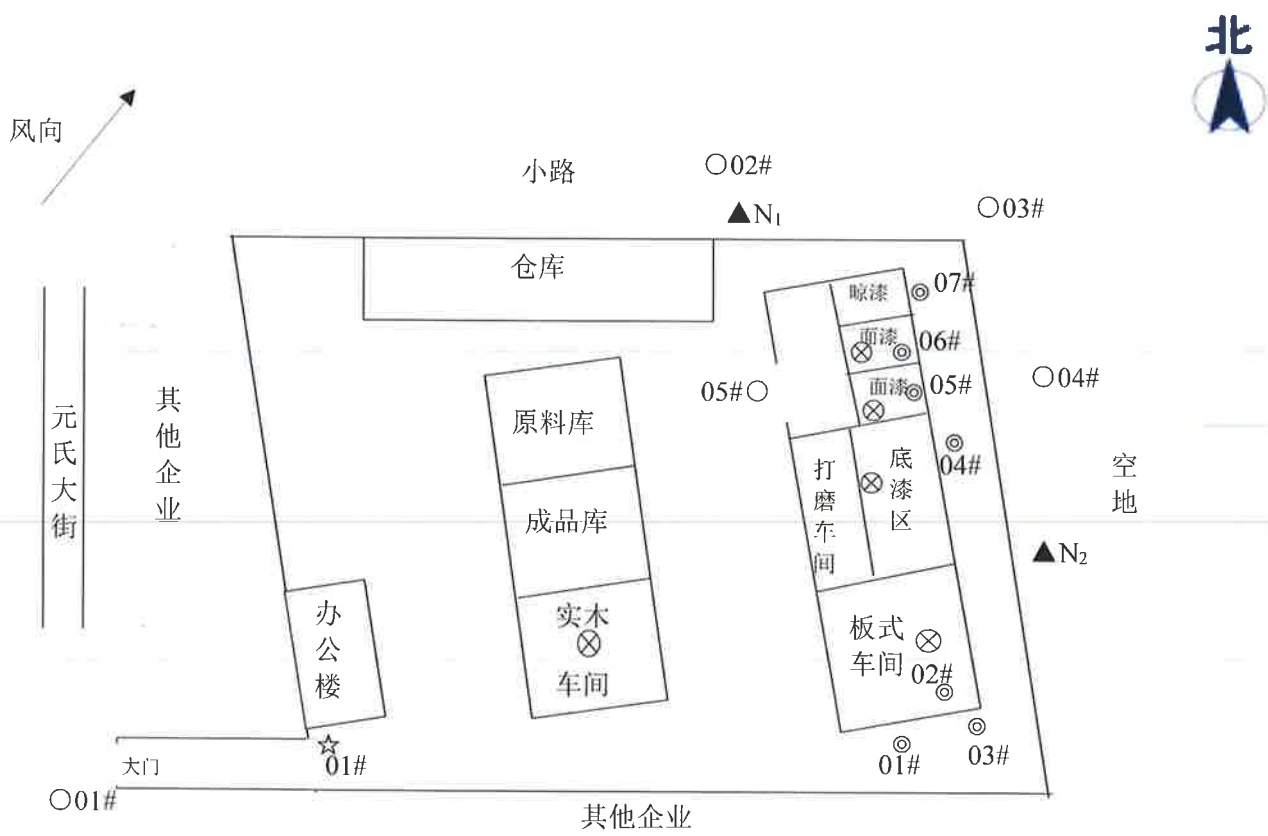 北
风向
小路
○02#
▲N₁
○03#
仓库
晾漆
◎07#
面漆
◎06#
面漆
◎05#
05#○
○04#
元氏大街
其他企业
原料库
成品库
打磨车间
底漆区
◎04#
空地
▲N₂
办公楼
实木
车间
板式
车间
02#
◎
☆
01#
大门
◎
01#
◎
03#
○01#
其他企业